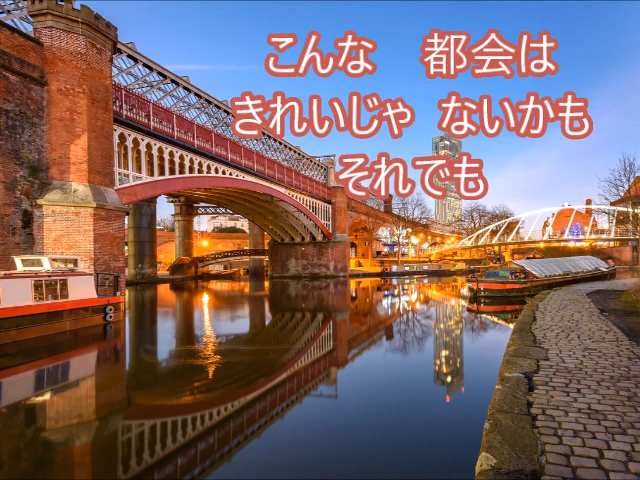 こんな　都会は
きれいじゃ　ないかも
それでも